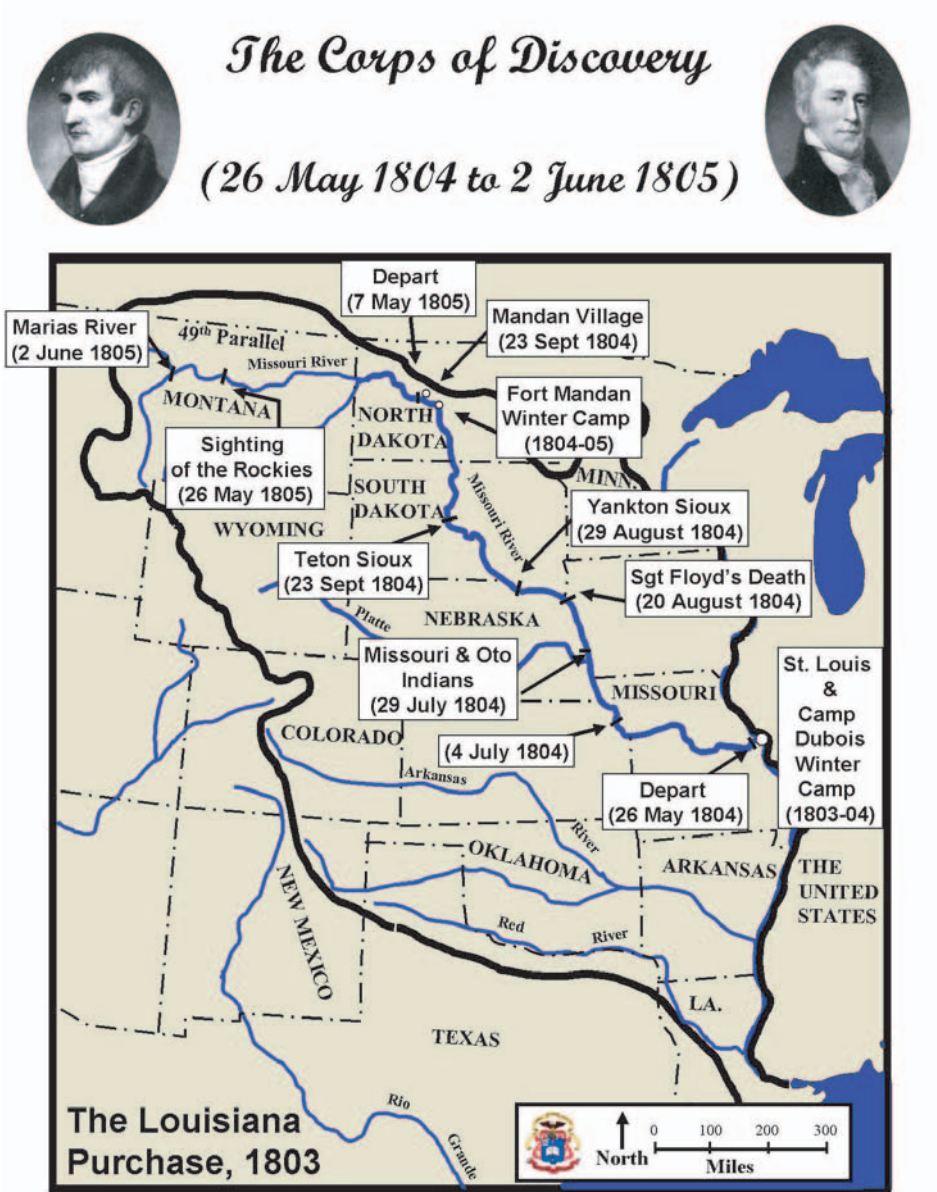 The Corps of Discovery
(26 May 1804 to 2 June 1805)
Depart
(7 May 1805)
Marias River
(2 June 1805)
49th Parallel
Mandan Village
(23 Sept 1804)
Missouri River
MONTANA
NORTH
DAKOTA
Fort Mandan
Winter Camp
(1804-05)
Sighting
of the Rockies
(26 May 1805)
MINN.
SOUTH
DAKOTA
Missouri River
WYOMING
Yankton Sioux
(29 August 1804)
Teton Sioux
(23 Sept 1804)
Sgt Floyd's Death
(20 August 1804)
Platte
NEBRASKA
Missouri & Oto
Indians
(29 July 1804)
MISSOURI
St. Louis
&
Camp
Dubois
Winter
Camp
(1803-04)
COLORADO
(4 July 1804)
Arkansas
River
Depart
(26 May 1804)
OKLAHOMA
ARKANSAS
THE
UNITED
STATES
NEW MEXICO
Red
River
LA.
TEXAS
Rio
Grande
The Louisiana
Purchase, 1803
North
0 100 200 300
Miles